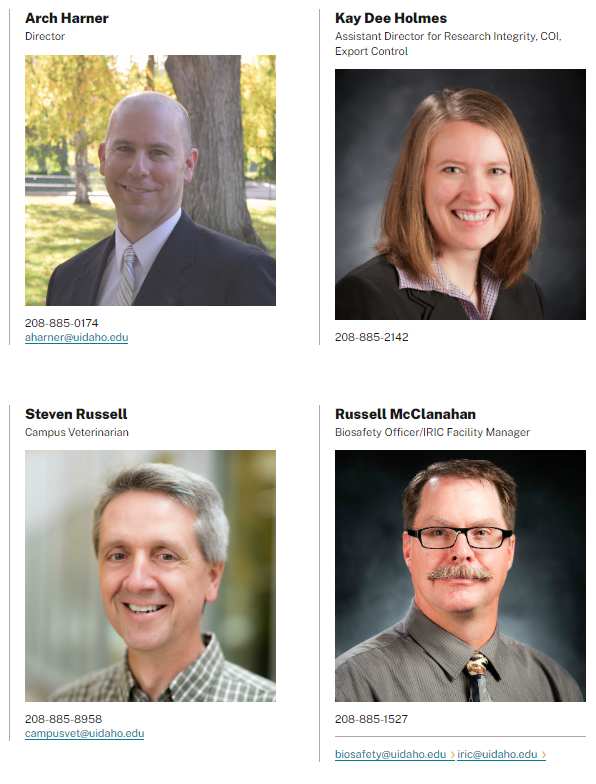 Arch Harner
Director
208-885-0174
aharner@uidaho.edu
Kay Dee Holmes
Assistant Director for Research Integrity, COI,
Export Control
208-885-2142
Steven Russell
Campus Veterinarian
208-885-8958
campusvet@uidaho.edu
Russell McClanahan
Biosafety Officer/IRIC Facility Manager
208-885-1527
biosafety@uidaho.edu › iric@uidaho.edu ›